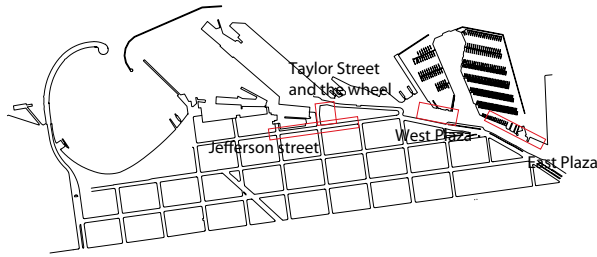 Taylor Street
and the wheel
West Plaza
Jefferson street
East Plaza